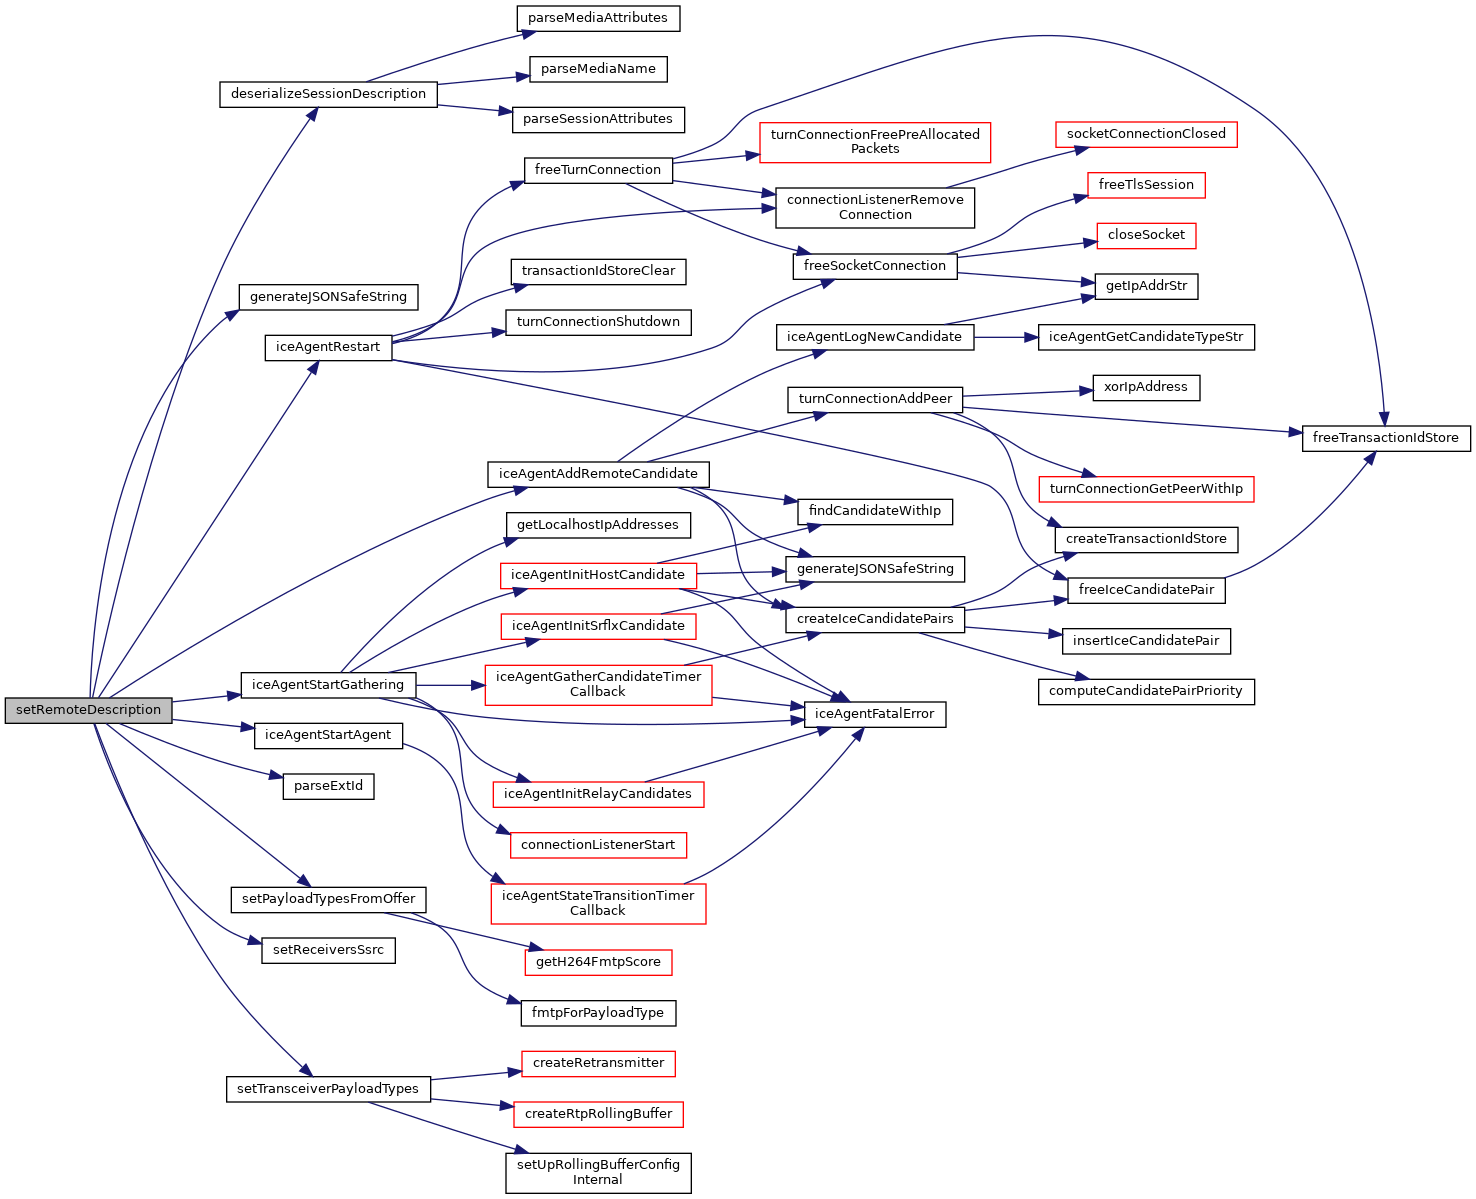 parseMediaAttributes
parseMediaName
deserializeSessionDescription
parseSessionAttributes
turnConnectionFreePreAllocated
Packets
socketConnectionClosed
freeTurnConnection
freeTlsSession
connectionListenerRemove
Connection
closeSocket
freeSocketConnection
transactionIdStoreClear
getIpAddrStr
generateJSONSafeString
turnConnectionShutdown
iceAgentLogNewCandidate
iceAgentGetCandidateTypeStr
iceAgentRestart
xorIpAddress
turnConnectionAddPeer
freeTransactionIdStore
iceAgentAddRemoteCandidate
turnConnectionGetPeerWithIp
findCandidateWithIp
getLocalhostIpAddresses
createTransactionIdStore
generateJSONSafeString
iceAgentInitHostCandidate
freeIceCandidatePair
createIceCandidatePairs
iceAgentInitSrflxCandidate
insertIceCandidatePair
iceAgentStartGathering
iceAgentGatherCandidateTimer
Callback
computeCandidatePairPriority
setRemoteDescription
iceAgentFatalError
iceAgentStartAgent
parseExtId
iceAgentInitRelayCandidates
connectionListenerStart
setPayloadTypesFromOffer
iceAgentStateTransitionTimer
Callback
setReceiversSsrc
getH264FmtpScore
fmtpForPayloadType
createRetransmitter
setTransceiverPayloadTypes
createRtpRollingBuffer
setUpRollingBufferConfig
Internal